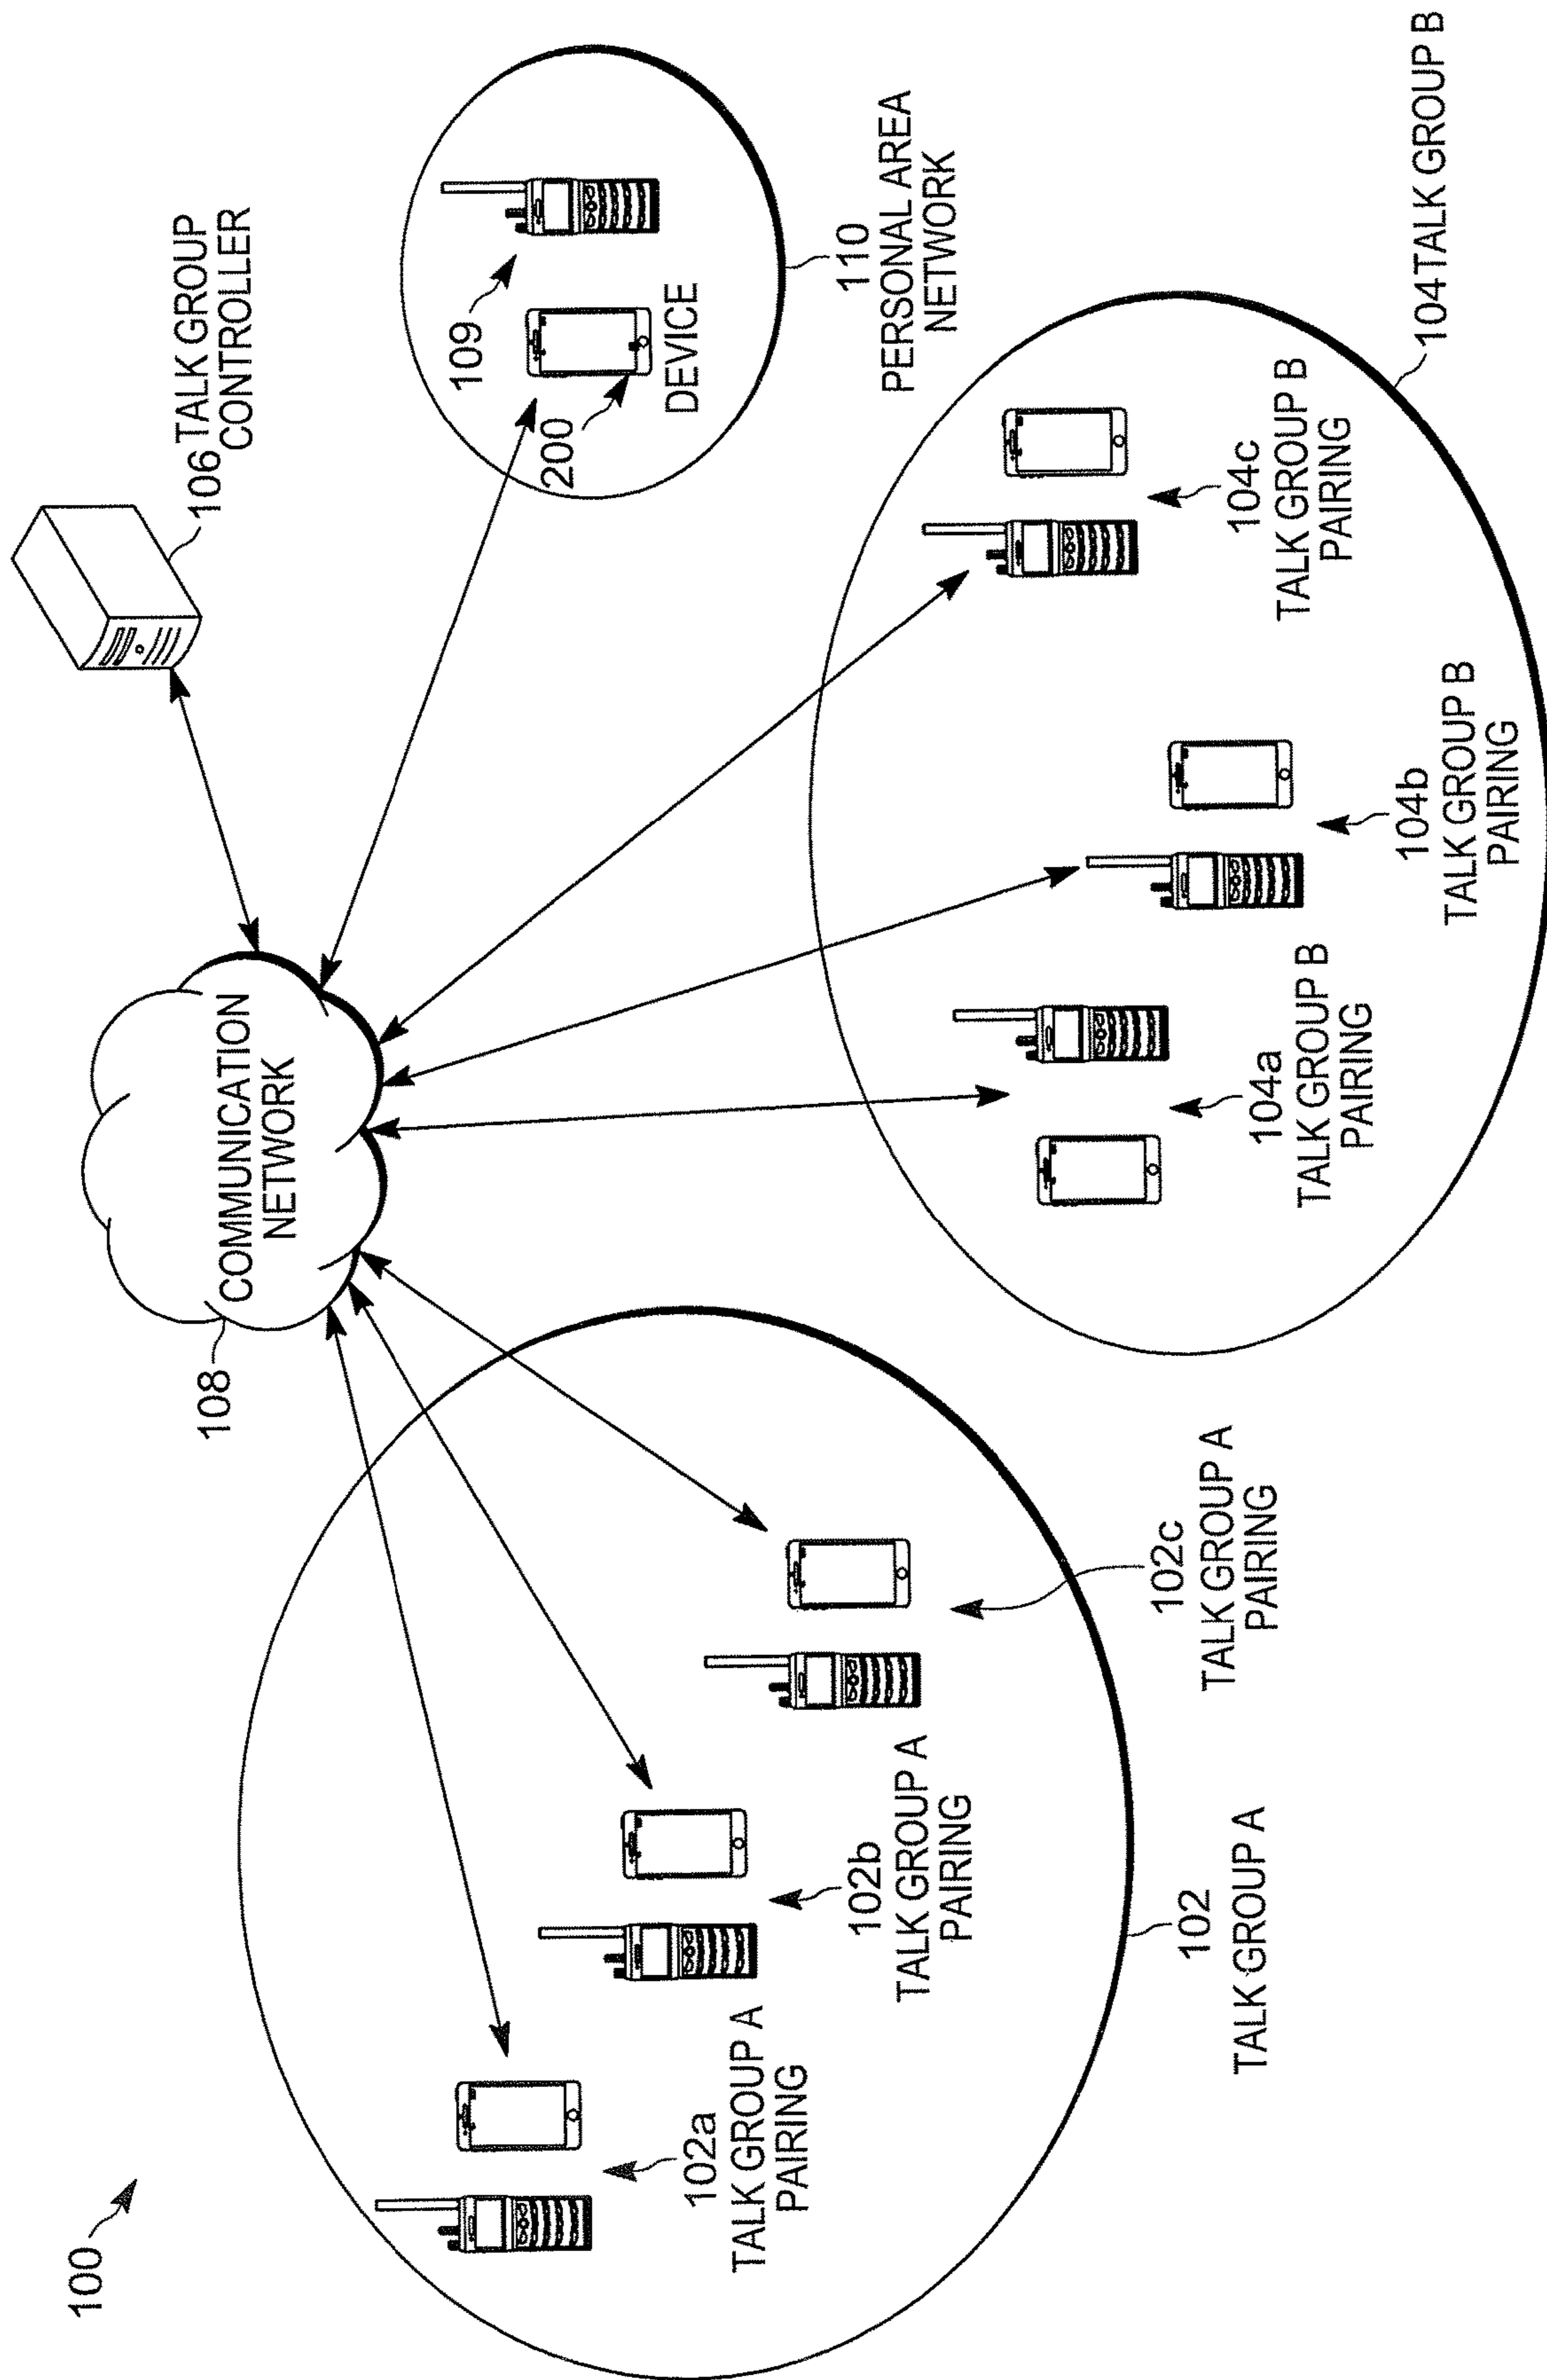 100
108
COMMUNICATION
NETWORK
106 TALK GROUP
CONTROLLER
109
200
DEVICE
110
PERSONAL AREA
NETWORK
102a
TALK GROUP A
PAIRING
102b
TALK GROUP A
PAIRING
102c
TALK GROUP A
PAIRING
102
TALK GROUP A
104a
TALK GROUP B
PAIRING
104b
TALK GROUP B
PAIRING
104c
TALK GROUP B
PAIRING
104 TALK GROUP B